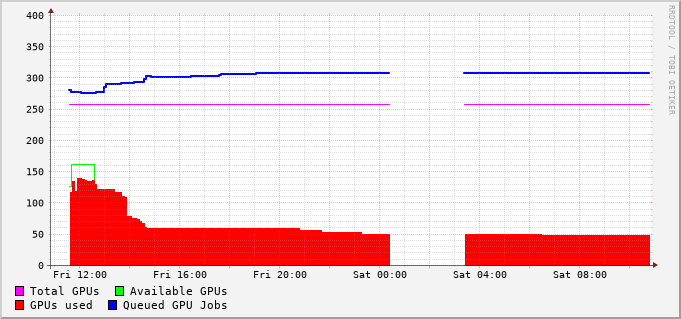 400
350
300
250
200
150
100
50
0
Fri 12:00 Fri 16:00 Fri 20:00 Sat 00:00 Sat 04:00 Sat 08:00
Total GPUs Available GPUs
GPUs used Queued GPU Jobs
RRDTOOL / TOBI OETIKER